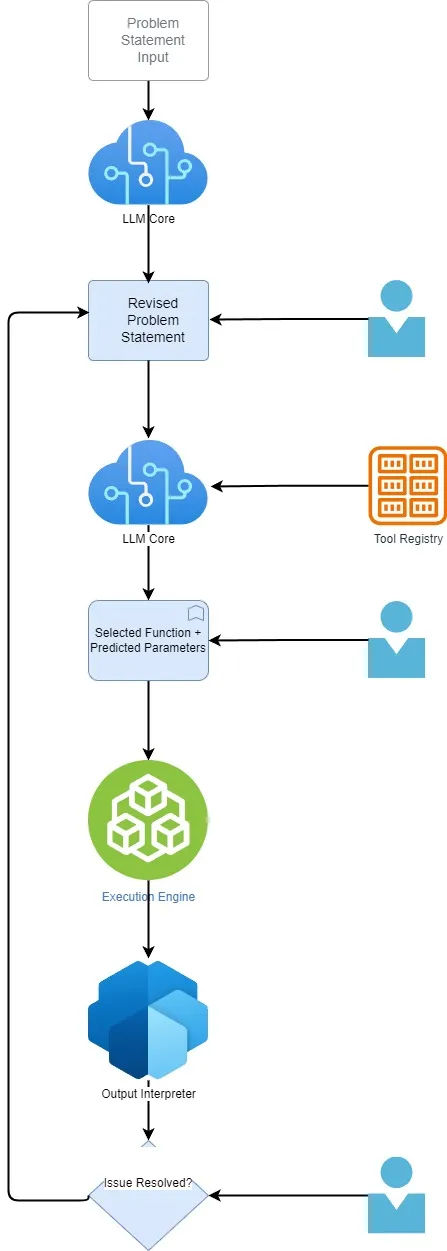 Problem
Statement
Input
LLM Core
Revised
Problem
Statement
LLM Core
Tool Registry
Selected Function +
Predicted Parameters
Execution Engine
Output Interpreter
Issue Resolved?